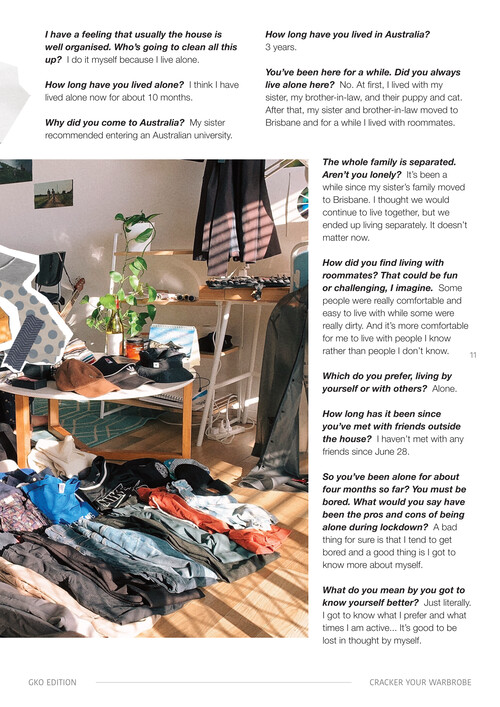 I have a feeling that usually the house is
well organised. Who's going to clean all this
up? I do it myself because I live alone.
How long have you lived alone? I think I have
lived alone now for about 10 months.
Why did you come to Australia? My sister
recommended entering an Australian university.
How long have you lived in Australia?
3 years.
You've been here for a while. Did you always
live alone here? No. At first, I lived with my
sister, my brother-in-law, and their puppy and cat.
After that, my sister and brother-in-law moved to
Brisbane and for a while I lived with roommates.
The whole family is separated.
Aren't you lonely? It's been a
while since my sister's family moved
to Brisbane. I thought we would
continue to live together, but we
ended up living separately. It doesn't
matter now.
How did you find living with
roommates? That could be fun
or challenging, I imagine. Some
people were really comfortable and
easy to live with while some were
really dirty. And it's more comfortable
for me to live with people I know
rather than people I don't know.
Which do you prefer, living by
yourself or with others? Alone.
How long has it been since
you've met with friends outside
the house? I haven't met with any
friends since June 28.
So you've been alone for about
four months so far? You must be
bored. What would you say have
been the pros and cons of being
alone during lockdown? A bad
thing for sure is that I tend to get
bored and a good thing is I got to
know more about myself.
What do you mean by you got to
know yourself better? Just literally.
I got to know what I prefer and what
times I am active... It's good to be
lost in thought by myself.
11
GKO EDITION
CRACKER YOUR WARBROBE